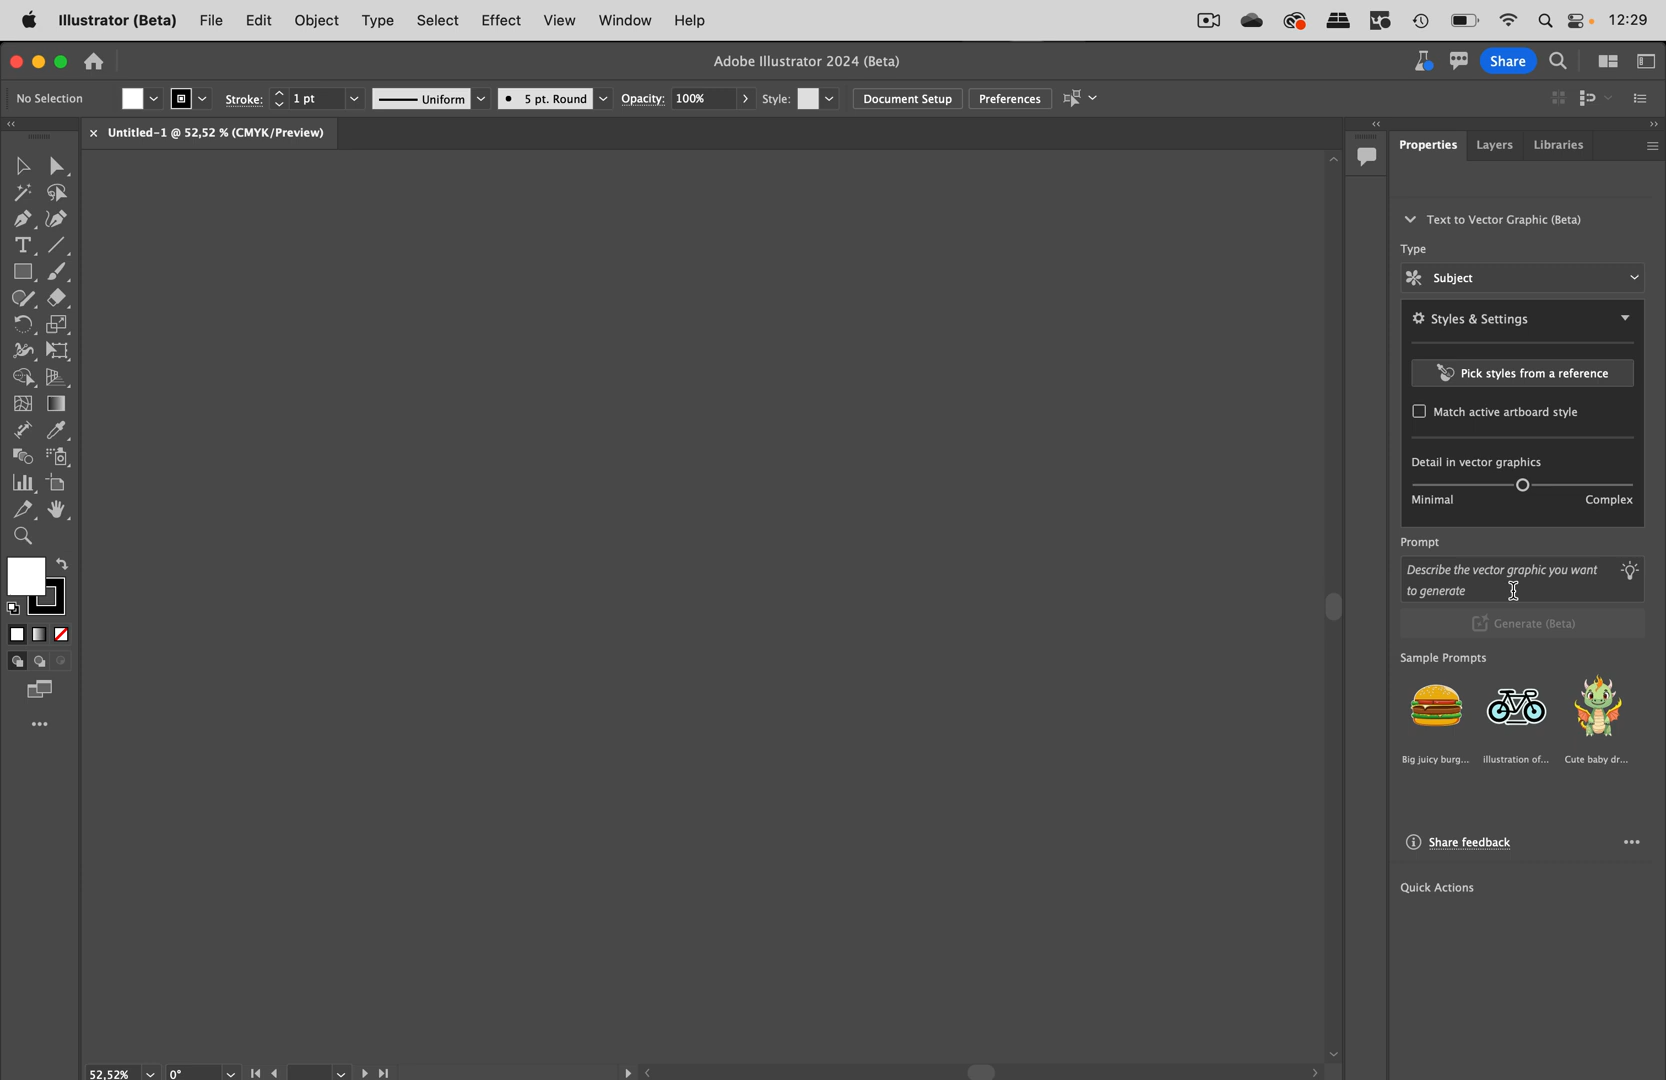 Illustrator (Beta) File Edit Object Type Select Effect View Window Help 12:29
Adobe Illustrator 2024 (Beta) Share
No Selection Stroke: 1 pt Uniform 5 pt. Round Opacity: 100% Style: Document Setup Preferences
× Untitled-1 @ 52,52 % (CMYK/Preview)
Properties Layers Libraries
Text to Vector Graphic (Beta)
Type
Subject
Styles & Settings
Pick styles from a reference
Match active artboard style
Detail in vector graphics
Minimal Complex
Prompt
Describe the vector graphic you want
to generate
Generate (Beta)
Sample Prompts
Big juicy burg... illustration of... Cute baby dr...
Share feedback
Quick Actions
52,52% 0°